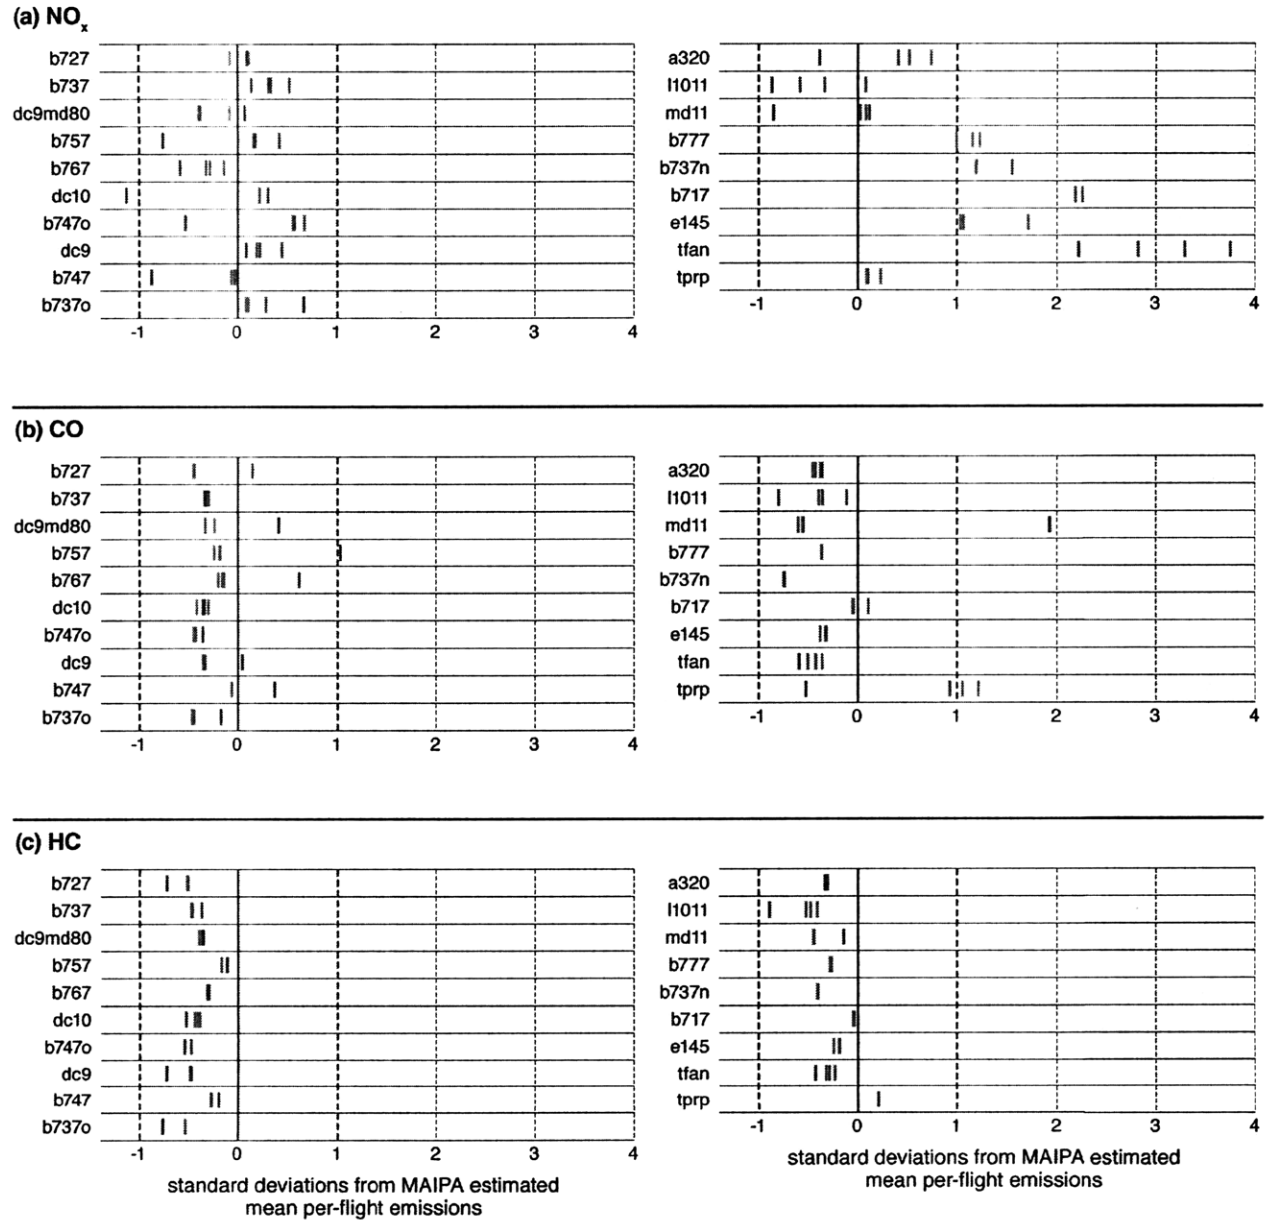 (a) NOx
b727
b737
dc9md80
b757
b767
dc10
b747o
dc9
b747
b737o
-1 0 1 2 3 4
a320
l1011
md11
b777
b737n
b717
e145
tfan
tprp
-1 0 1 2 3 4
(b) CO
b727
b737
dc9md80
b757
b767
dc10
b747o
dc9
b747
b737o
-1 0 1 2 3 4
a320
l1011
md11
b777
b737n
b717
e145
tfan
tprp
-1 0 1 2 3 4
(c) HC
b727
b737
dc9md80
b757
b767
dc10
b747o
dc9
b747
b737o
-1 0 1 2 3 4
standard deviations from MAIPA estimated
mean per-flight emissions
a320
l1011
md11
b777
b737n
b717
e145
tfan
tprp
-1 0 1 2 3 4
standard deviations from MAIPA estimated
mean per-flight emissions